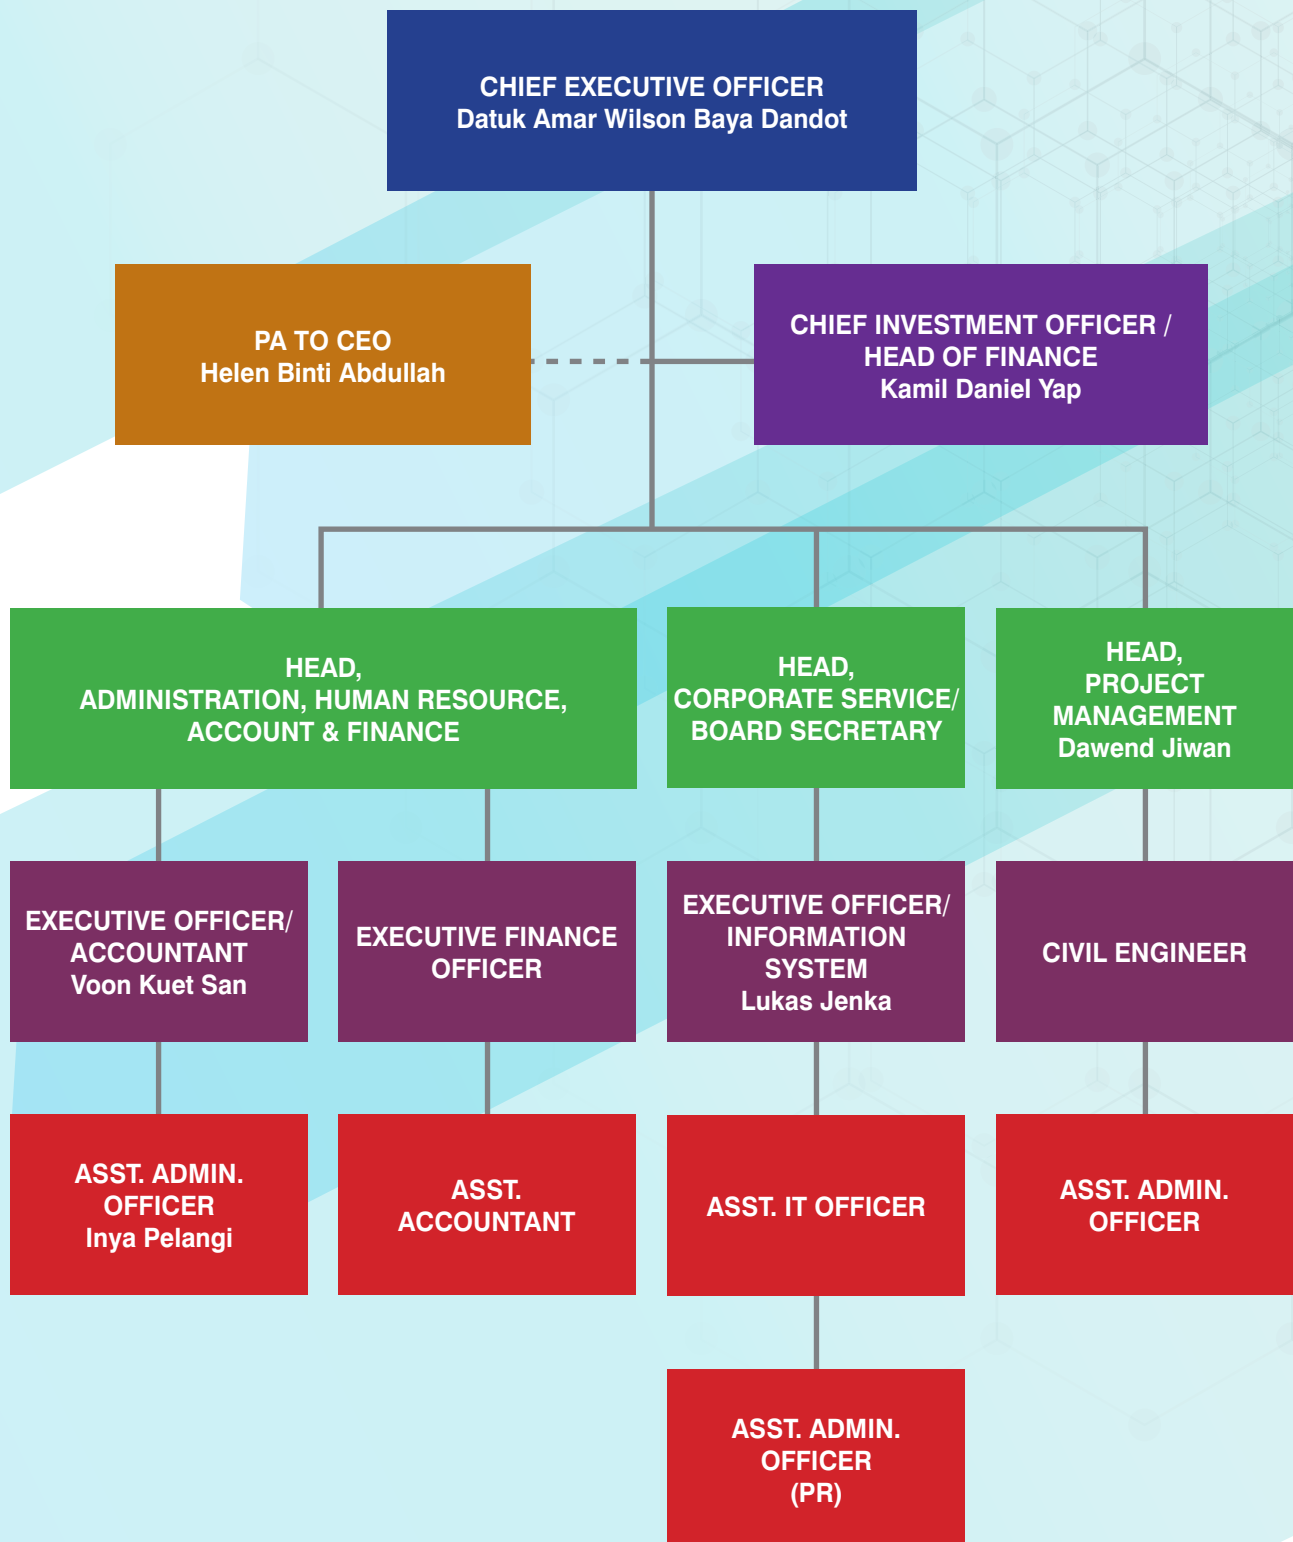 CHIEF EXECUTIVE OFFICER
Datuk Amar Wilson Baya Dandot
PA TO CEO
Helen Binti Abdullah
CHIEF INVESTMENT OFFICER /
HEAD OF FINANCE
Kamil Daniel Yap
HEAD,
ADMINISTRATION, HUMAN RESOURCE,
ACCOUNT & FINANCE
HEAD,
CORPORATE SERVICE/
BOARD SECRETARY
HEAD,
PROJECT
MANAGEMENT
Dawend Jiwan
EXECUTIVE OFFICER/
ACCOUNTANT
Voon Kuet San
EXECUTIVE FINANCE
OFFICER
EXECUTIVE OFFICER/
INFORMATION
SYSTEM
Lukas Jenka
CIVIL ENGINEER
ASST. ADMIN.
OFFICER
Inya Pelangi
ASST.
ACCOUNTANT
ASST. IT OFFICER
ASST. ADMIN.
OFFICER
ASST. ADMIN.
OFFICER
(PR)